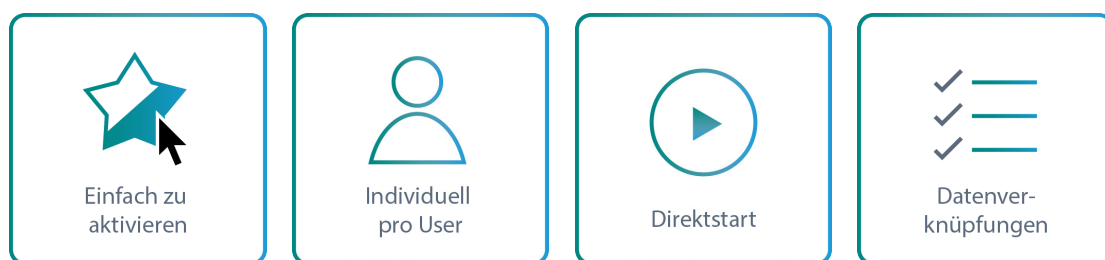 Einfach zu
aktivieren
Individuell
pro User
Direktstart
Datenver-
knüpfungen